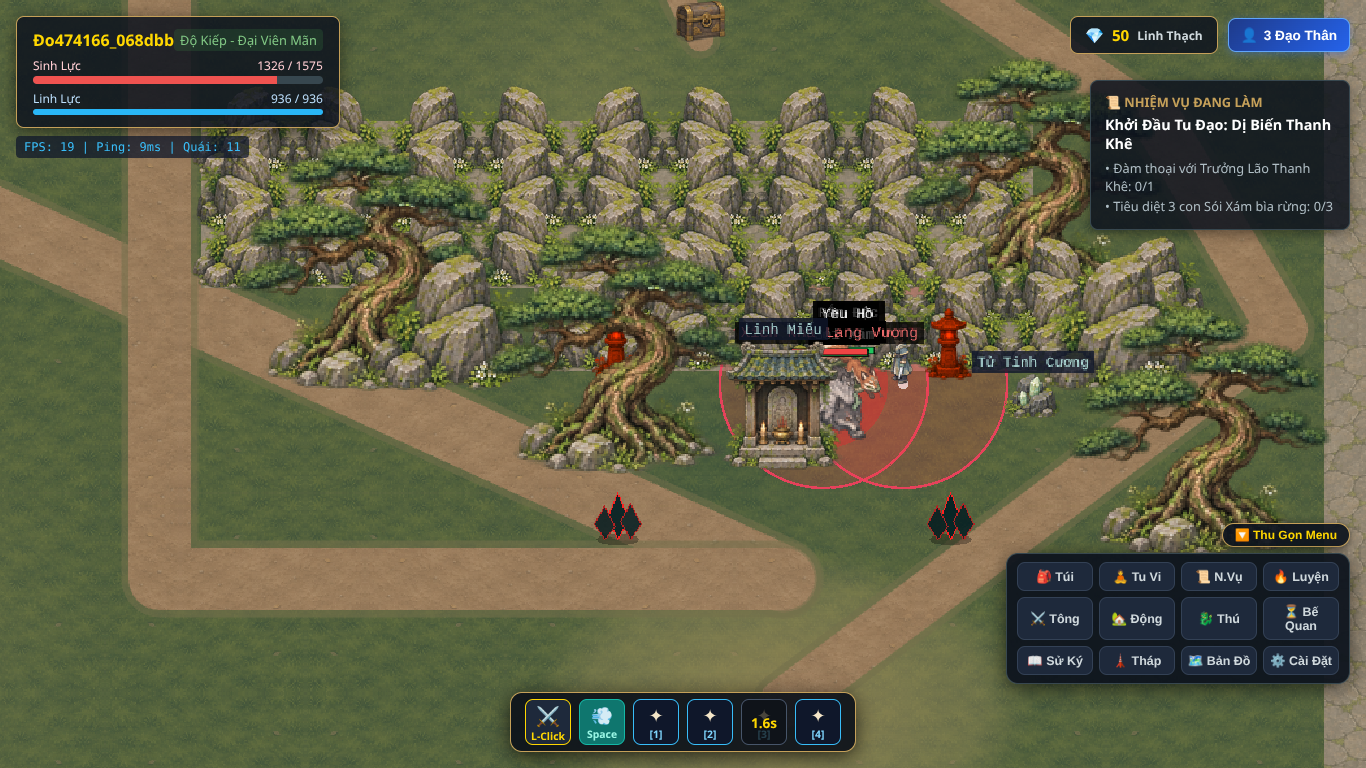 Đo474166_068dbb Độ Kiếp - Đại Viên Mãn
Sinh Lực 1326 / 1575
Linh Lực 936 / 936
FPS: 19 | Ping: 9ms | Quái: 11
50 Linh Thạch
3 Đạo Thân
NHIỆM VỤ ĐANG LÀM
Khởi Đầu Tu Đạo: Dị Biến Thanh
Khê
• Đàm thoại với Trưởng Lão Thanh
Khê: 0/1
• Tiêu diệt 3 con Sói Xám bìa rừng: 0/3
Yêu Hồ
Linh Miếu
Lang Vương
Tử Tinh Cương
Thu Gọn Menu
Túi
Tu Vi
N.Vụ
Luyện
Tông
Động
Thú
Bế
Quan
Sử Ký
Tháp
Bản Đồ
Cài Đặt
L-Click
Space
[1]
[2]
1.6s
[3]
[4]